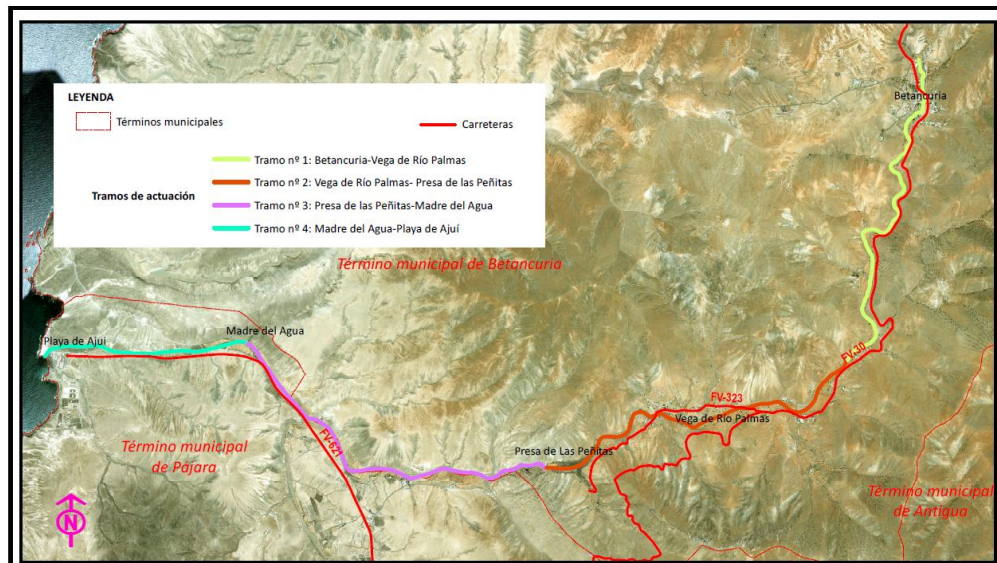 LEYENDA
Términos municipales
Carreteras
Tramos de actuación
Tramo nº 1: Betancuria-Vega de Río Palmas
Tramo nº 2: Vega de Río Palmas- Presa de las Peñitas
Tramo nº 3: Presa de las Peñitas-Madre del Agua
Tramo nº 4: Madre del Agua-Playa de Ajuí
Betancuria
Término municipal de Betancuria
Madre del Agua
Playa de Ajui
FV-30
FV-323
Vega de Río Palmas
FV-621
Término municipal
de Pájara
Presa de Las Peñitas
Término municipal
de Antigua
N